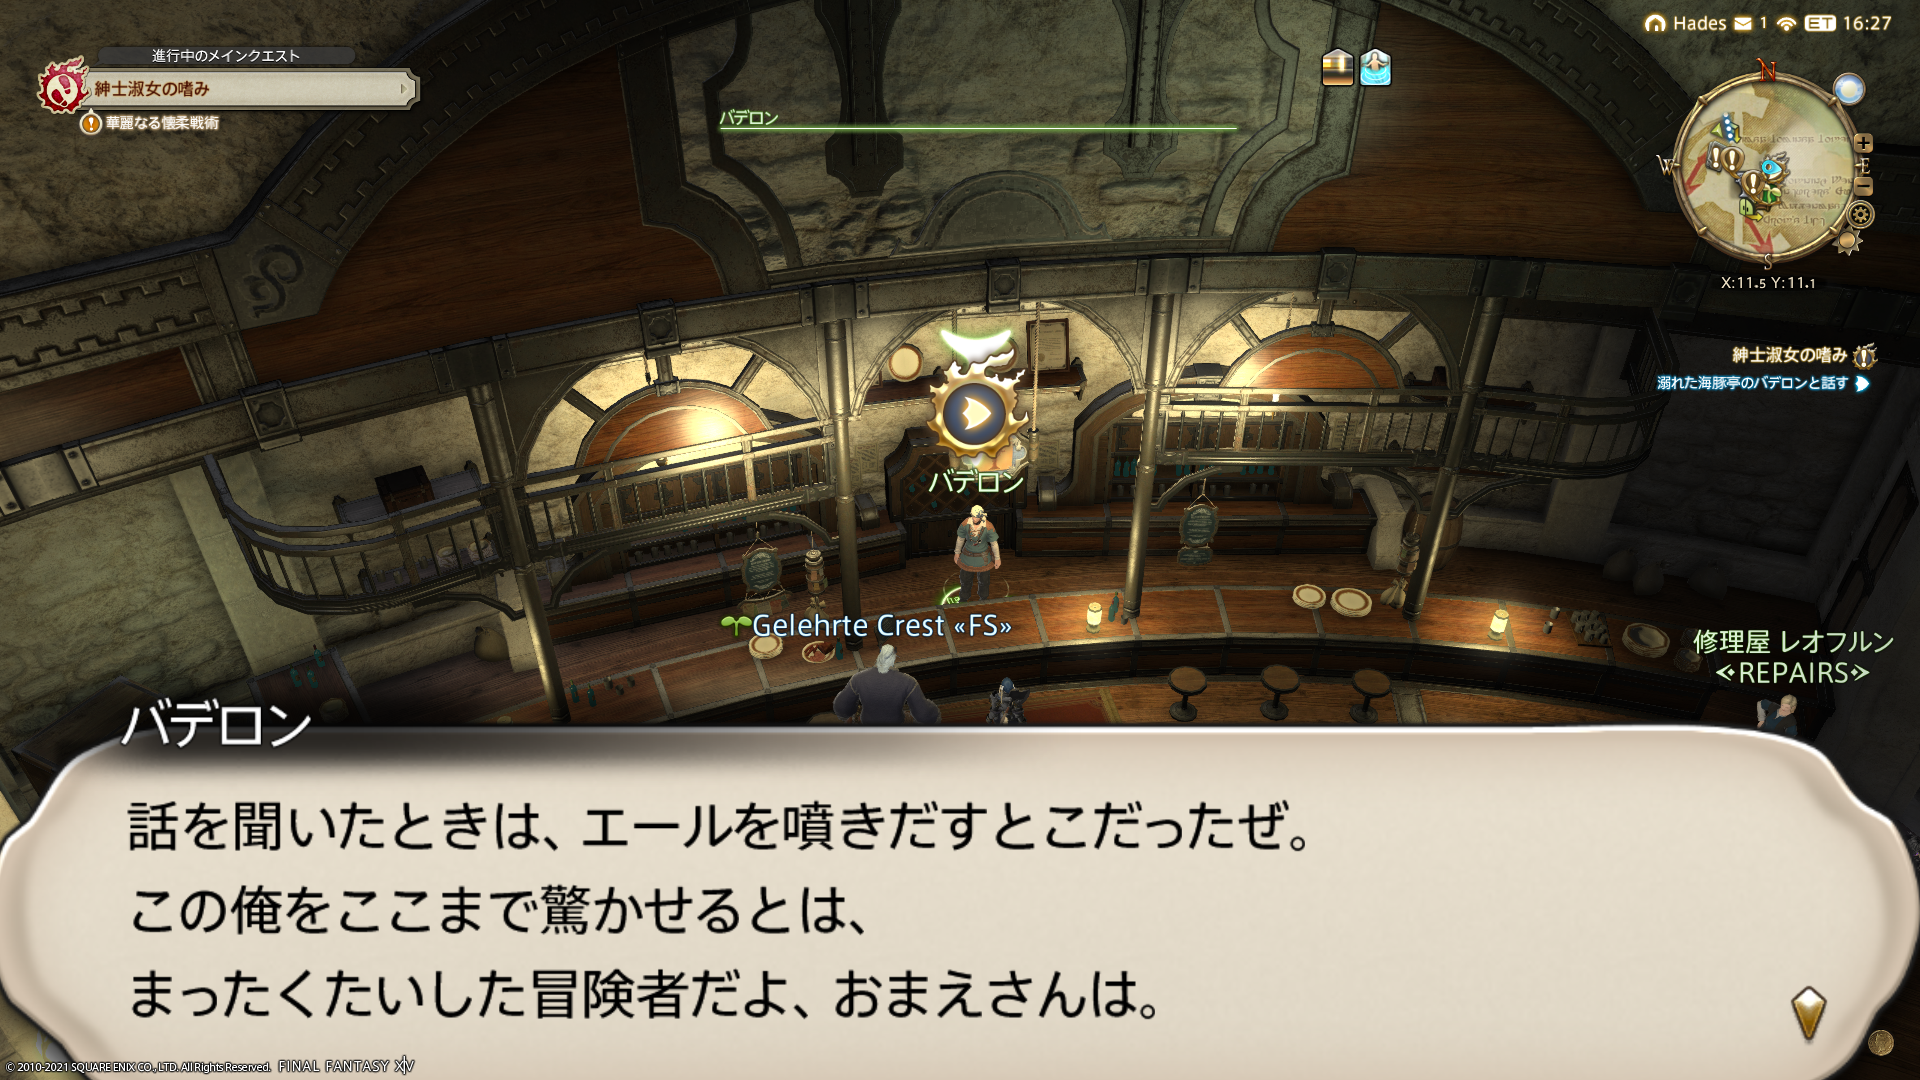 Hades 1 ET 16:27
進行中のメインクエスト
紳士淑女の嗜み
華麗なる懐柔戦術
バデロン
N
W
E
S
X:11.5 Y:11.1
紳士淑女の嗜み
溺れた海豚亭のバデロンと話す
バデロン
Gelehrte Crest «FS»
修理屋 レオフルン
<REPAIRS>
バデロン
話を聞いたときは、エールを噴きだすとこだったぜ。
この俺をここまで驚かせるとは、
まったくたいした冒険者だよ、おまえさんは。
© 2010-2021 SQUARE ENIX CO., LTD. All Rights Reserved. FINAL FANTASY XIV